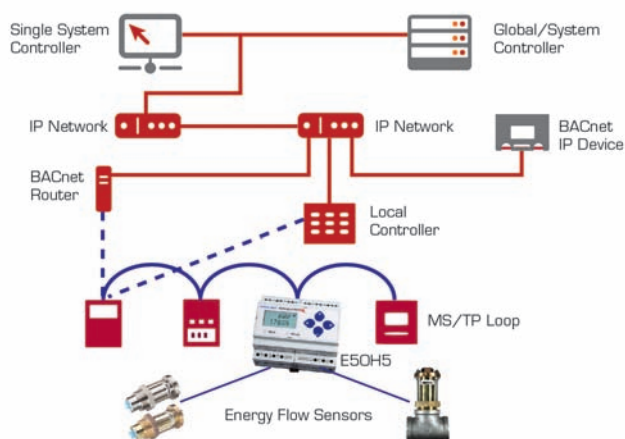 Single System
Controller
Global/System
Controller
IP Network
IP Network
BACnet
IP Device
BACnet
Router
Local
Controller
MS/TP Loop
E50H5
Energy Flow Sensors